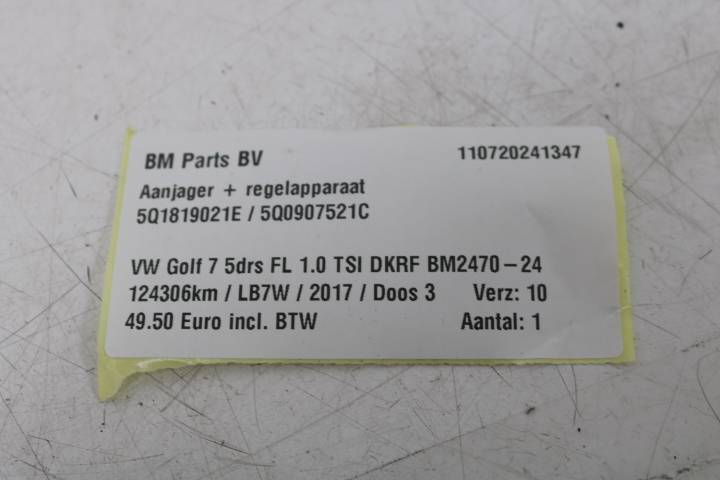 BM Parts BV 110720241347
Aanjager + regelapparaat
5Q1819021E / 5Q0907521C
VW Golf 7 5drs FL 1.0 TSI DKRF BM2470-24
124306km / LB7W / 2017 / Doos 3 Verz: 10
49.50 Euro incl. BTW Aantal: 1